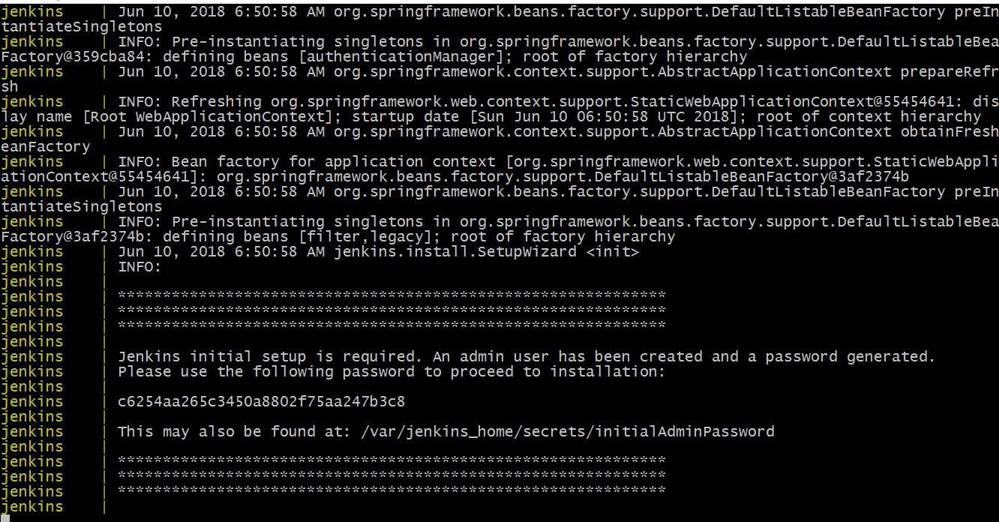 jenkins    | Jun 10, 2018 6:50:58 AM org.springframework.beans.factory.support.DefaultListableBeanFactory preIn
tantiateSingletons
jenkins    | INFO: Pre-instantiating singletons in org.springframework.beans.factory.support.DefaultListableBea
Factory@359cba84: defining beans [authenticationManager]; root of factory hierarchy
jenkins    | Jun 10, 2018 6:50:58 AM org.springframework.context.support.AbstractApplicationContext prepareRefr
sh
jenkins    | INFO: Refreshing org.springframework.web.context.support.StaticWebApplicationContext@55454641: dis
lay name [Root WebApplicationContext]; startup date [Sun Jun 10 06:50:58 UTC 2018]; root of context hierarchy
jenkins    | Jun 10, 2018 6:50:58 AM org.springframework.context.support.AbstractApplicationContext obtainFresh
eanFactory
jenkins    | INFO: Bean factory for application context [org.springframework.web.context.support.StaticWebAppli
ationContext@55454641]: org.springframework.beans.factory.support.DefaultListableBeanFactory@3af2374b
jenkins    | Jun 10, 2018 6:50:58 AM org.springframework.beans.factory.support.DefaultListableBeanFactory preIn
tantiateSingletons
jenkins    | INFO: Pre-instantiating singletons in org.springframework.beans.factory.support.DefaultListableBea
Factory@3af2374b: defining beans [filter,legacy]; root of factory hierarchy
jenkins    | Jun 10, 2018 6:50:58 AM jenkins.install.SetupWizard <init>
jenkins    | INFO:
jenkins    |
jenkins    | *************************************************************
jenkins    | *************************************************************
jenkins    | *************************************************************
jenkins    |
jenkins    | Jenkins initial setup is required. An admin user has been created and a password generated.
jenkins    | Please use the following password to proceed to installation:
jenkins    |
jenkins    | c6254aa265c3450a8802f75aa247b3c8
jenkins    |
jenkins    | This may also be found at: /var/jenkins_home/secrets/initialAdminPassword
jenkins    |
jenkins    | *************************************************************
jenkins    | *************************************************************
jenkins    | *************************************************************
jenkins    |